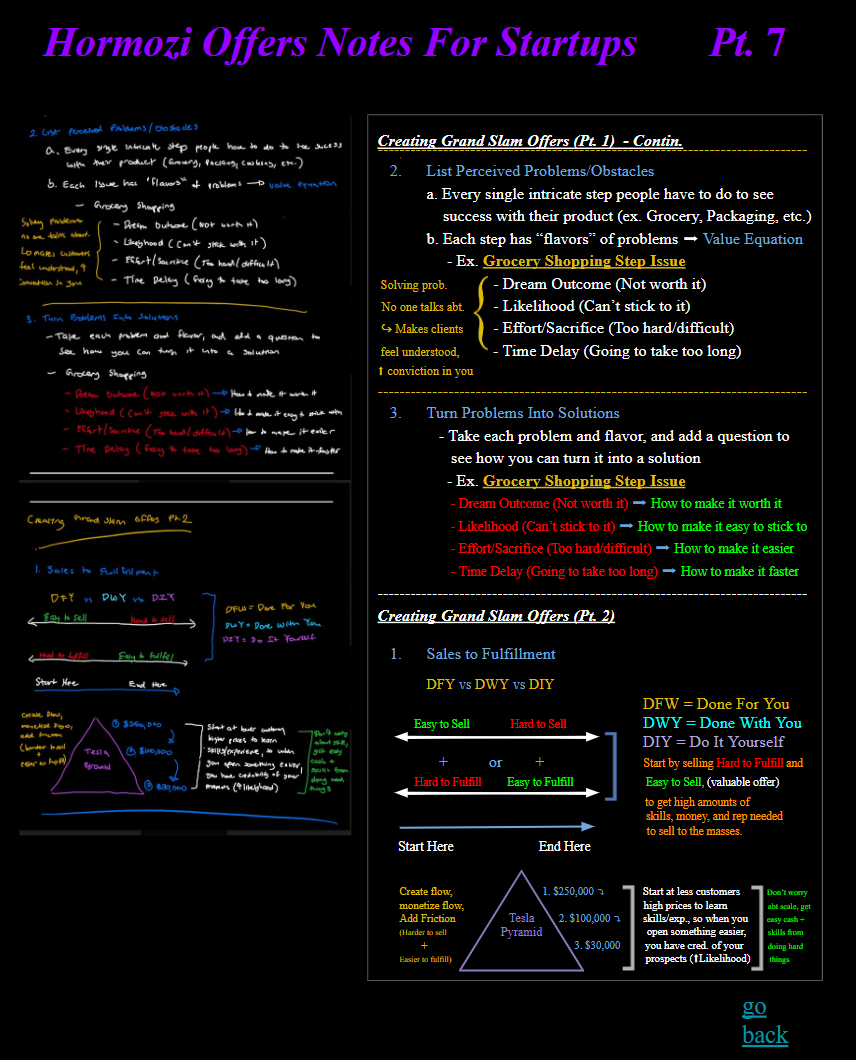 Hormozi Offers Notes For Startups Pt. 7
2. List Perceived Problems/Obstacles
a. Every single intricate step people have to do to see success
with their product (Grocery, Packing, Cooking, etc.)
b. Each Issue has "flavors" of problems → value equation
- Grocery Shopping
Solving problems
no one talks about.
↳ makes customers
feel understood, ↑
conviction in you
- Dream Outcome (Not worth it)
- Likelyhood (Can't stick with it)
- Effort/Sacrifice (Too hard/difficult)
- Time Delay (Going to take too long)
3. Turn Problems Into Solutions
- Take each problem and flavor, and add a question to
see how you can turn it into a solution
- Grocery Shopping
- Dream Outcome (Not worth it) → How to make it worth it
- Likelyhood (Can't stick with it) → How to make it easy to stick with
- Effort/Sacrifice (Too hard/difficult) → How to make it easier
- Time Delay (Going to take too long) → How to make it faster
Creating Grand Slam Offers Pt.2
1. Sales to Fulfillment
DFY vs DWY vs DIY
Easy to Sell Hard to Sell
Hard to fulfill Easy to fulfill
DFW = Done For You
DWY = Done With You
DIY = Do It Yourself
Start Here End Here
Create flow,
monetize flow,
add friction
(harder to sell
+
easier to fulfill)
Tesla
Pyramid
① $250,000
② $100,000
③ $30,000
Start at lower customers
higher prices to learn
skills/experience, so when
you open something easier,
you have credibility of your
prospects (↑ likelyhood)
Don't worry
about scale,
get easy
cash +
skills from
doing hard
things
Creating Grand Slam Offers (Pt. 1) - Contin.
2. List Perceived Problems/Obstacles
a. Every single intricate step people have to do to see
success with their product (ex. Grocery, Packaging, etc.)
b. Each step has “flavors” of problems ➞ Value Equation
- Ex. Grocery Shopping Step Issue
Solving prob.
No one talks abt.
↪ Makes clients
feel understood,
⬆ conviction in you
- Dream Outcome (Not worth it)
- Likelihood (Can’t stick to it)
- Effort/Sacrifice (Too hard/difficult)
- Time Delay (Going to take too long)
3. Turn Problems Into Solutions
- Take each problem and flavor, and add a question to
see how you can turn it into a solution
- Ex. Grocery Shopping Step Issue
- Dream Outcome (Not worth it) ➞ How to make it worth it
- Likelihood (Can’t stick to it) ➞ How to make it easy to stick to
- Effort/Sacrifice (Too hard/difficult) ➞ How to make it easier
- Time Delay (Going to take too long) ➞ How to make it faster
Creating Grand Slam Offers (Pt. 2)
1. Sales to Fulfillment
DFY vs DWY vs DIY
Easy to Sell Hard to Sell
+ or +
Hard to Fulfill Easy to Fulfill
Start Here End Here
DFW = Done For You
DWY = Done With You
DIY = Do It Yourself
Start by selling Hard to Fulfill and
Easy to Sell, (valuable offer)
to get high amounts of
skills, money, and rep needed
to sell to the masses.
Create flow,
monetize flow,
Add Friction
(Harder to sell
+
Easier to fulfill)
Tesla
Pyramid
1. $250,000
2. $100,000
3. $30,000
Start at less customers
high prices to learn
skills/exp., so when you
open something easier,
you have cred. of your
prospects (⬆Likelihood)
Don’t worry
abt scale, get
easy cash +
skills from
doing hard
things
go
back